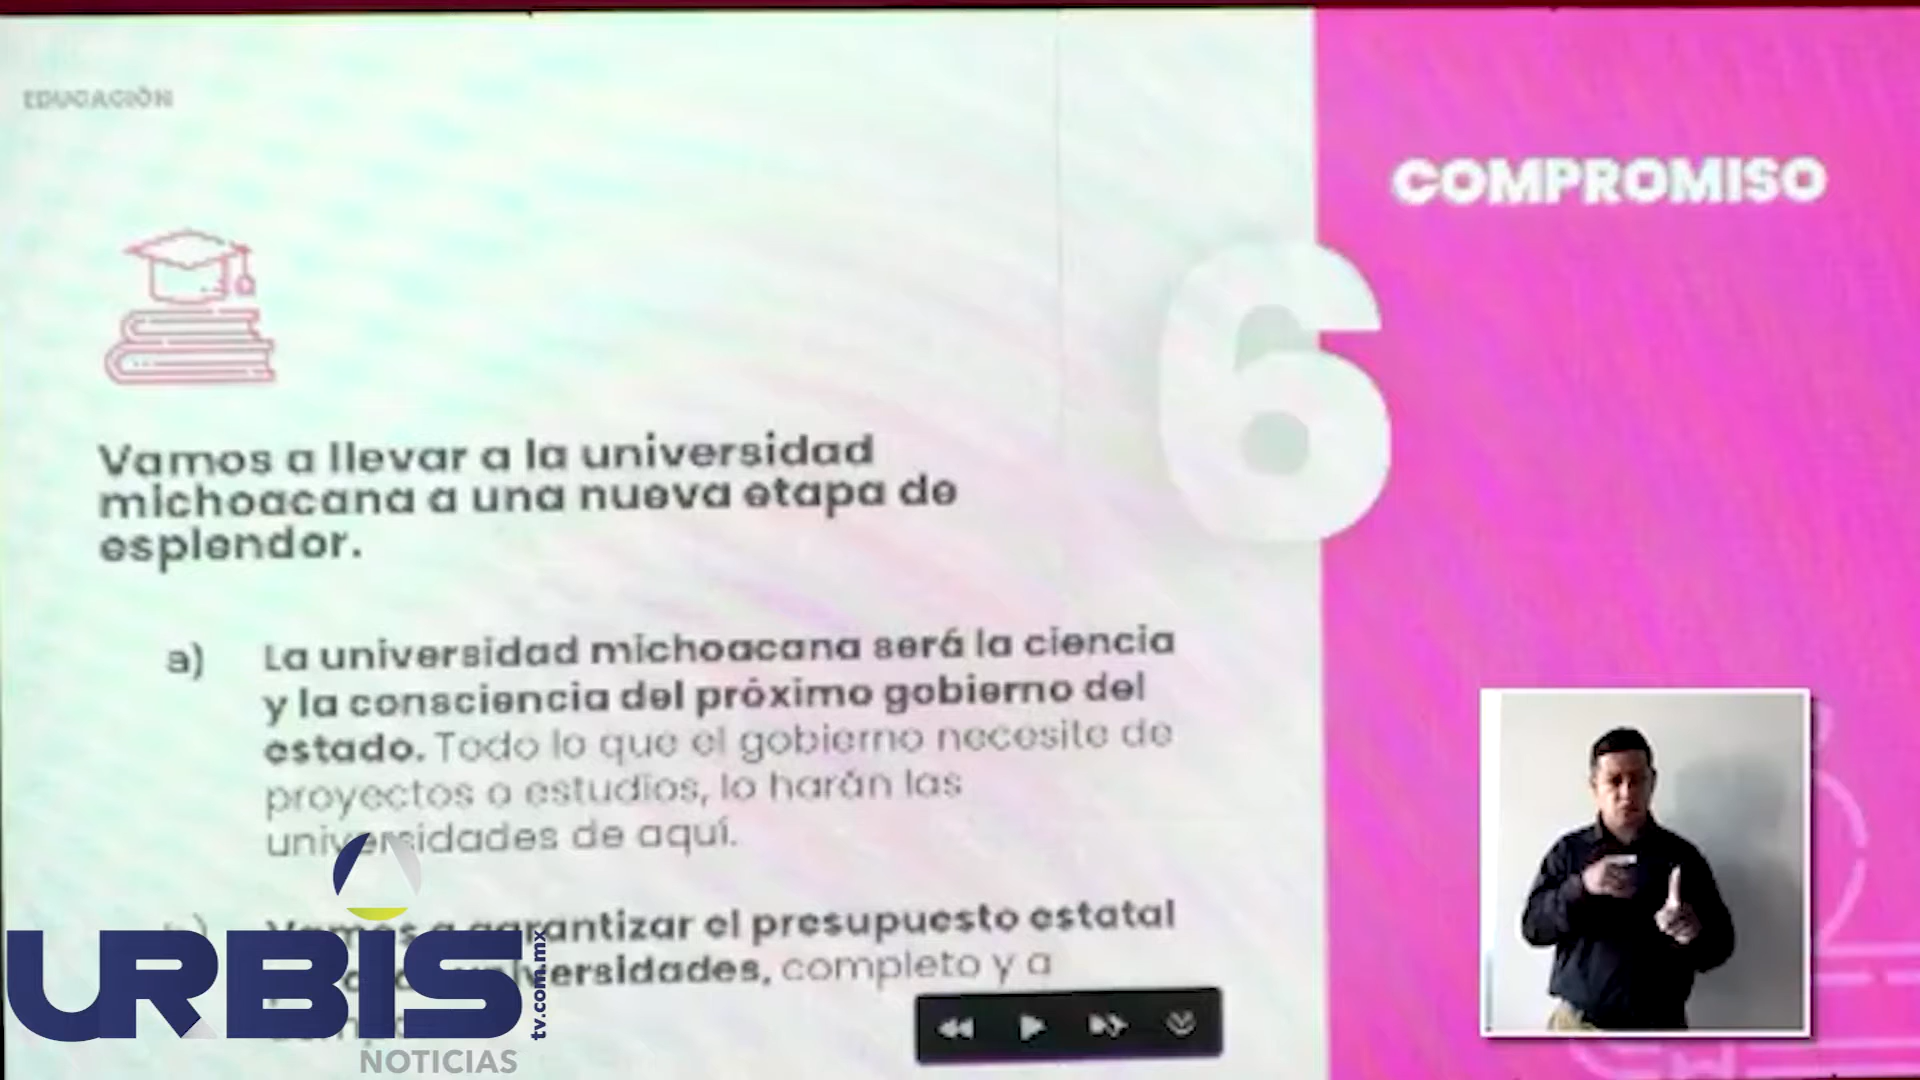 EDUCACIÓN
COMPROMISO
6
Vamos a llevar a la universidad
michoacana a una nueva etapa de
esplendor.
a) La universidad michoacana será la ciencia
y la consciencia del próximo gobierno del
estado. Todo lo que el gobierno necesite de
proyectos o estudios, lo harán las
universidades de aquí.
Vamos a garantizar el presupuesto estatal
universidades, completo y a
URBIS
tv.com.mx
NOTICIAS